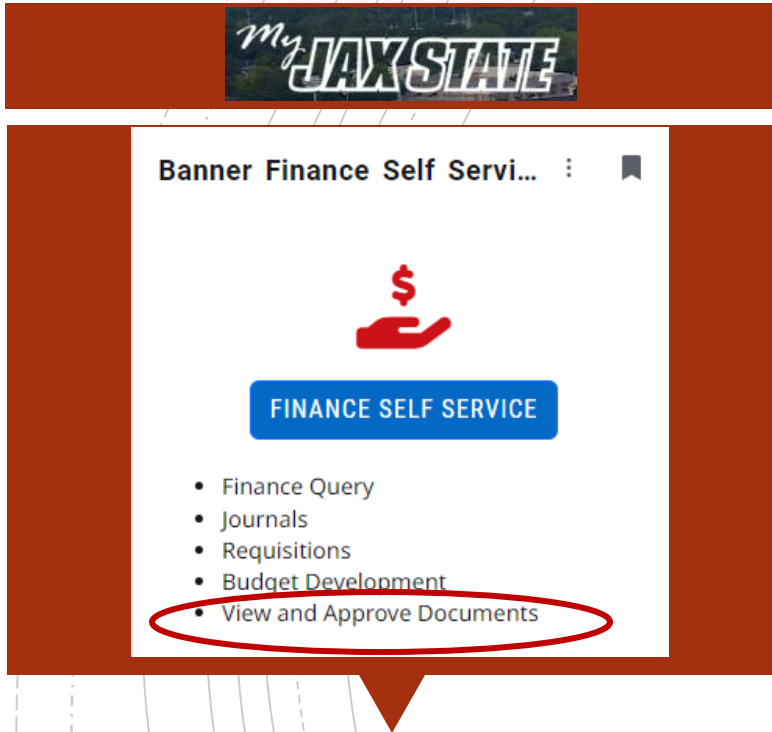 My JAX STATE
Banner Finance Self Servi...
$
FINANCE SELF SERVICE
• Finance Query
• Journals
• Requisitions
• Budget Development
• View and Approve Documents